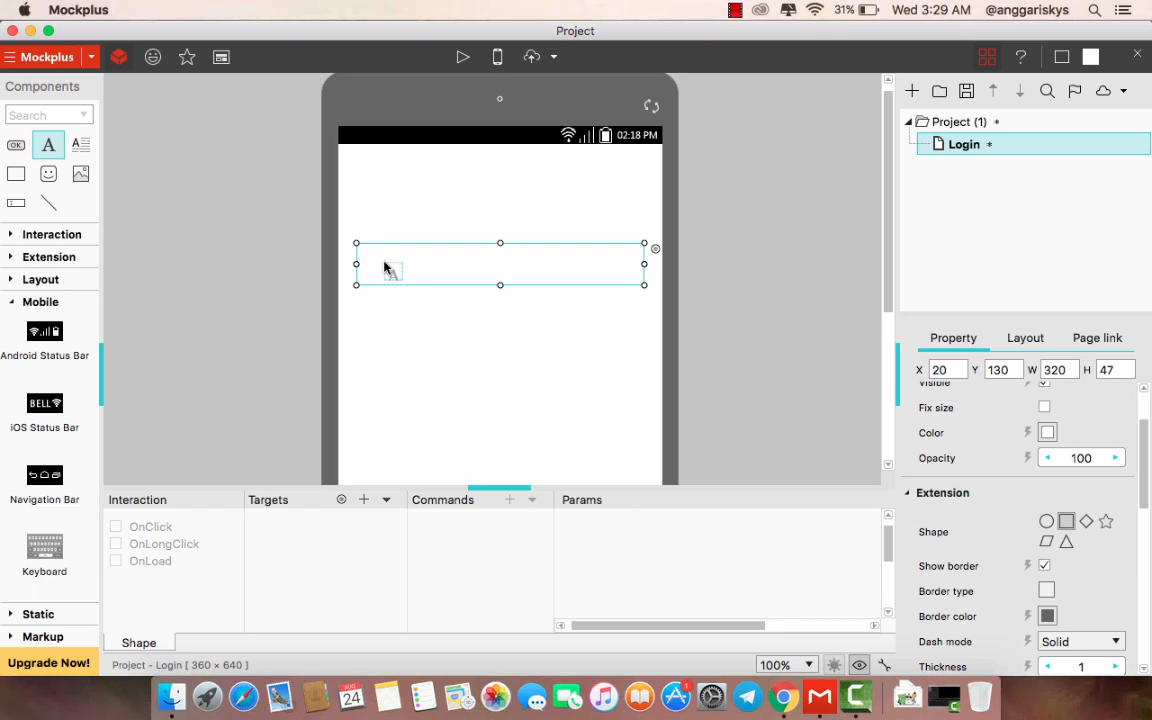 Mockplus
31%
Wed 3:29 AM
@anggariskys
Project
Mockplus
Components
Search
OK
A
A
Interaction
Extension
Layout
Mobile
Android Status Bar
BELL
iOS Status Bar
Navigation Bar
Keyboard
Static
Markup
Upgrade Now!
02:18 PM
A
Interaction
Targets
Commands
Params
OnClick
OnLongClick
OnLoad
Shape
Project - Login [ 360 × 640 ]
100%
?
Project (1) *
Login *
Property
Layout
Page link
X 20 Y 130 W 320 H 47
Visible
Fix size
Color
Opacity
100
Extension
Shape
Show border
Border type
Border color
Dash mode
Solid
Thickness
1
AUG
24